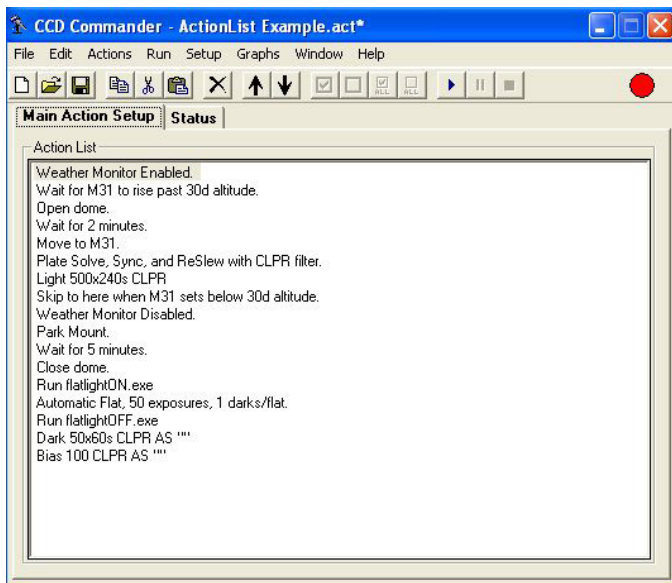 CCD Commander - ActionList Example.act*
File Edit Actions Run Setup Graphs Window Help
ALL ALL
Main Action Setup Status
Action List
Weather Monitor Enabled.
Wait for M31 to rise past 30d altitude.
Open dome.
Wait for 2 minutes.
Move to M31.
Plate Solve, Sync, and ReSlew with CLPR filter.
Light 500x240s CLPR
Skip to here when M31 sets below 30d altitude.
Weather Monitor Disabled.
Park Mount.
Wait for 5 minutes.
Close dome.
Run flatlightON.exe
Automatic Flat, 50 exposures, 1 darks/flat.
Run flatlightOFF.exe
Dark 50x60s CLPR AS ""
Bias 100 CLPR AS ""